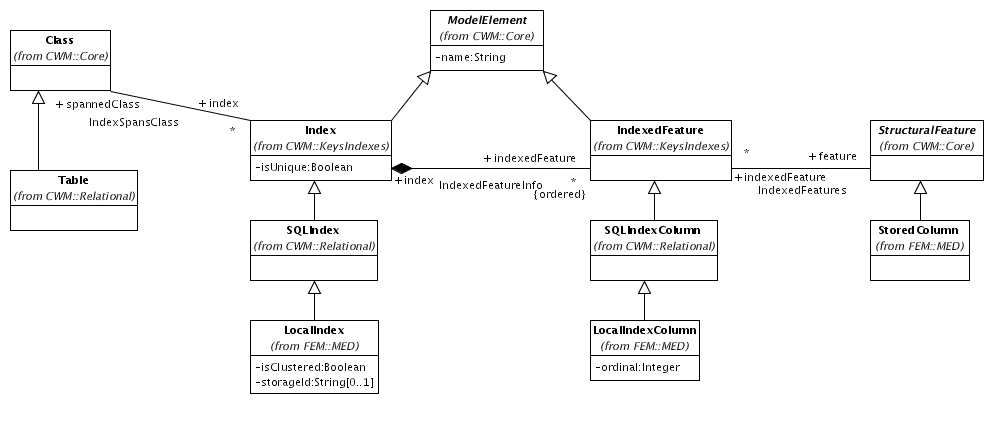 ModelElement
(from CWM::Core)
-name:String
Class
(from CWM::Core)
+spannedClass
+index
IndexSpansClass
*
Index
(from CWM::KeysIndexes)
-isUnique:Boolean
IndexedFeature
(from CWM::KeysIndexes)
StructuralFeature
(from CWM::Core)
+indexedFeature
+index
IndexedFeatureInfo
*
{ordered}
*
+feature
+indexedFeature
IndexedFeatures
Table
(from CWM::Relational)
SQLIndex
(from CWM::Relational)
SQLIndexColumn
(from CWM::Relational)
StoredColumn
(from FEM::MED)
LocalIndex
(from FEM::MED)
-isClustered:Boolean
-storageId:String[0..1]
LocalIndexColumn
(from FEM::MED)
-ordinal:Integer